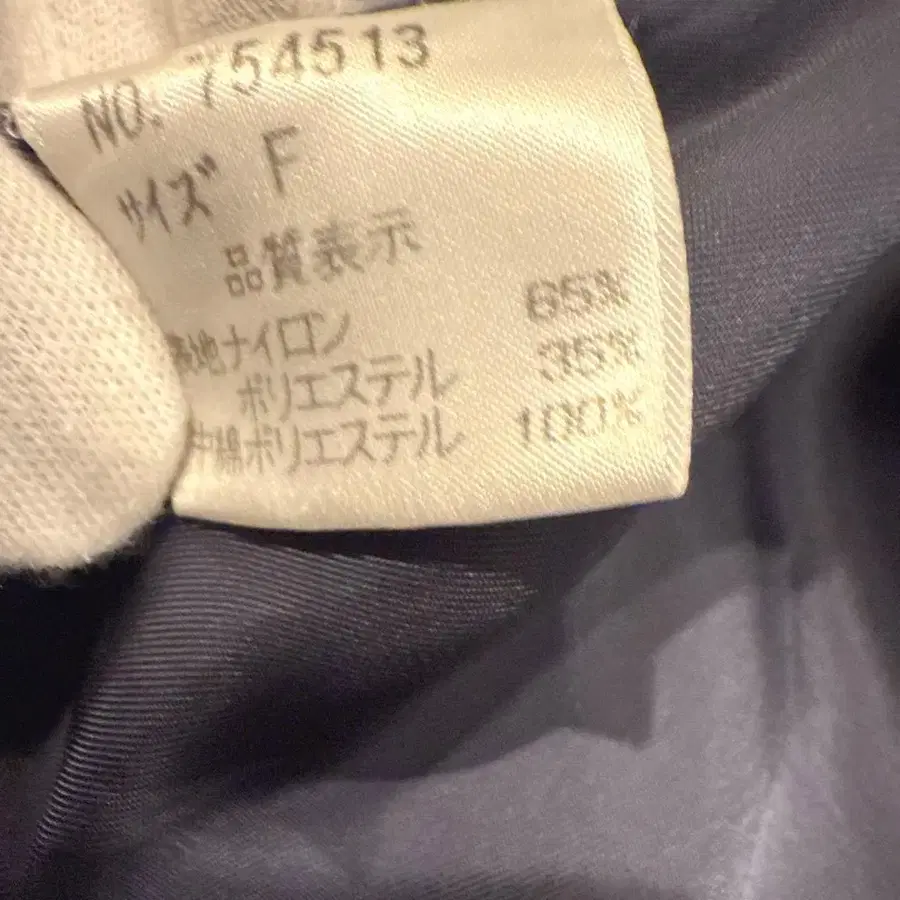 NO. 754513
サイズ F
品質表示
表地ナイロン 65%
ポリエステル 35%
中綿ポリエステル 100%